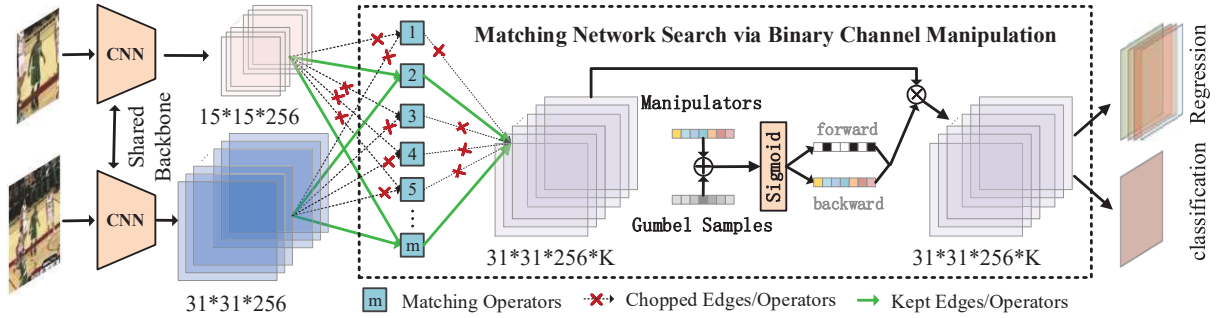 CNN
15*15*256
Shared
Backbone
CNN
31*31*256
1
2
3
4
5
m
Matching Network Search via Binary Channel Manipulation
31*31*256*K
Manipulators
Gumbel Samples
Sigmoid
forward
backward
31*31*256*K
Regression
classification
m Matching Operators
Chopped Edges/Operators
Kept Edges/Operators